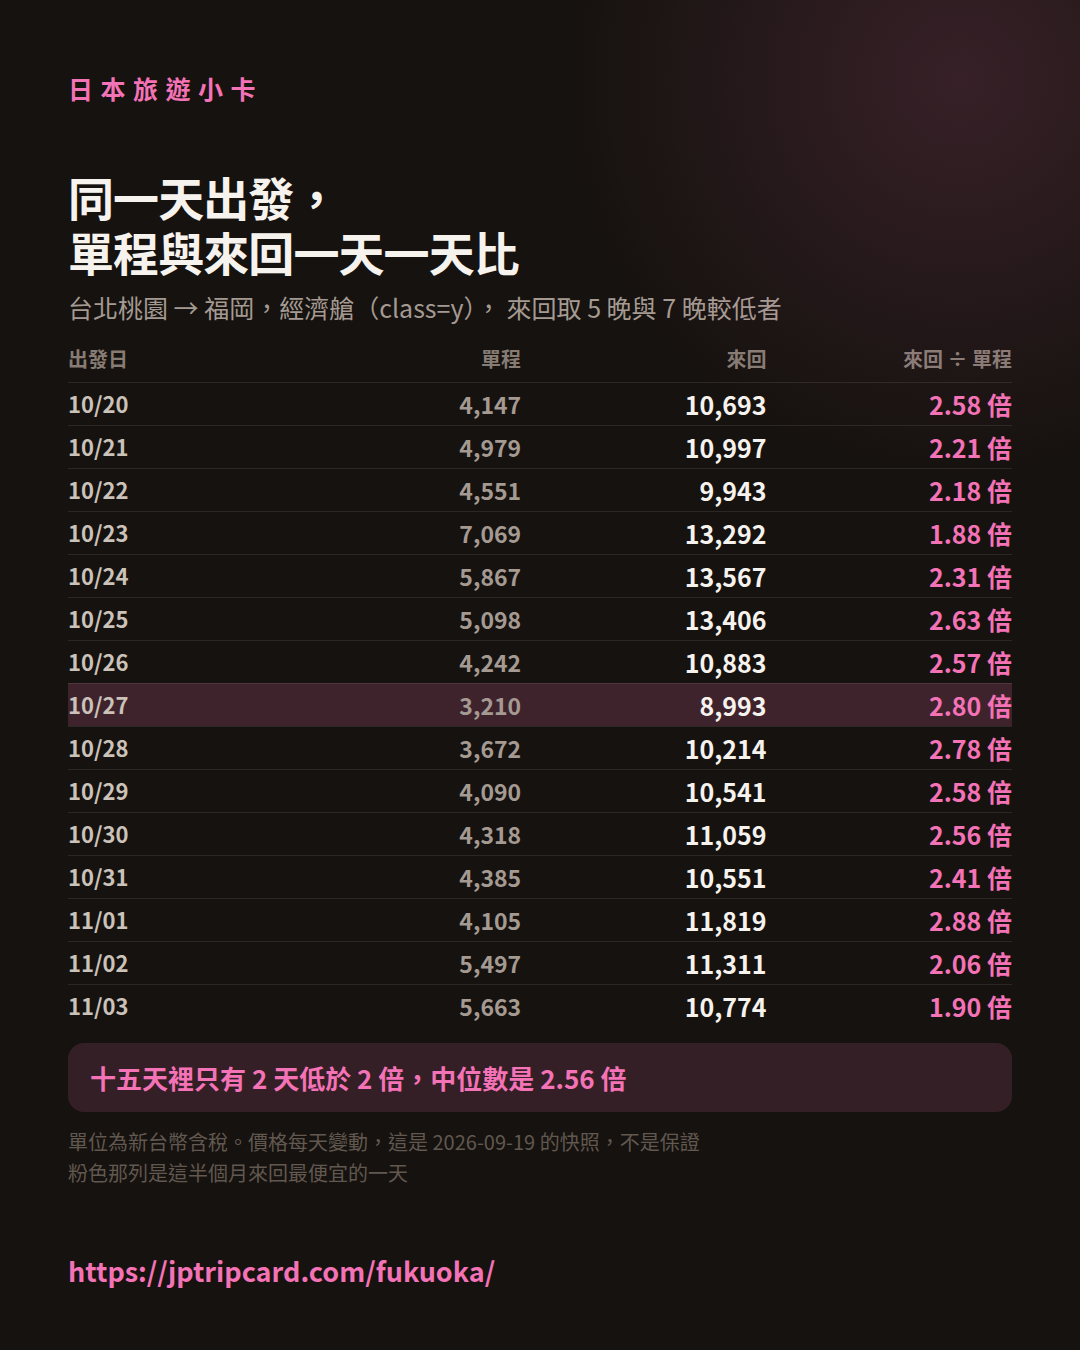 日本旅遊小卡
同一天出發，
單程與來回一天一天比
台北桃園 → 福岡，經濟艙（class=y），來回取 5 晚與 7 晚較低者
出發日 單程 來回 來回 ÷ 單程
10/20 4,147 10,693 2.58 倍
10/21 4,979 10,997 2.21 倍
10/22 4,551 9,943 2.18 倍
10/23 7,069 13,292 1.88 倍
10/24 5,867 13,567 2.31 倍
10/25 5,098 13,406 2.63 倍
10/26 4,242 10,883 2.57 倍
10/27 3,210 8,993 2.80 倍
10/28 3,672 10,214 2.78 倍
10/29 4,090 10,541 2.58 倍
10/30 4,318 11,059 2.56 倍
10/31 4,385 10,551 2.41 倍
11/01 4,105 11,819 2.88 倍
11/02 5,497 11,311 2.06 倍
11/03 5,663 10,774 1.90 倍
十五天裡只有 2 天低於 2 倍，中位數是 2.56 倍
單位為新台幣含稅。價格每天變動，這是 2026-09-19 的快照，不是保證
粉色那列是這半個月來回最便宜的一天
https://jptripcard.com/fukuoka/